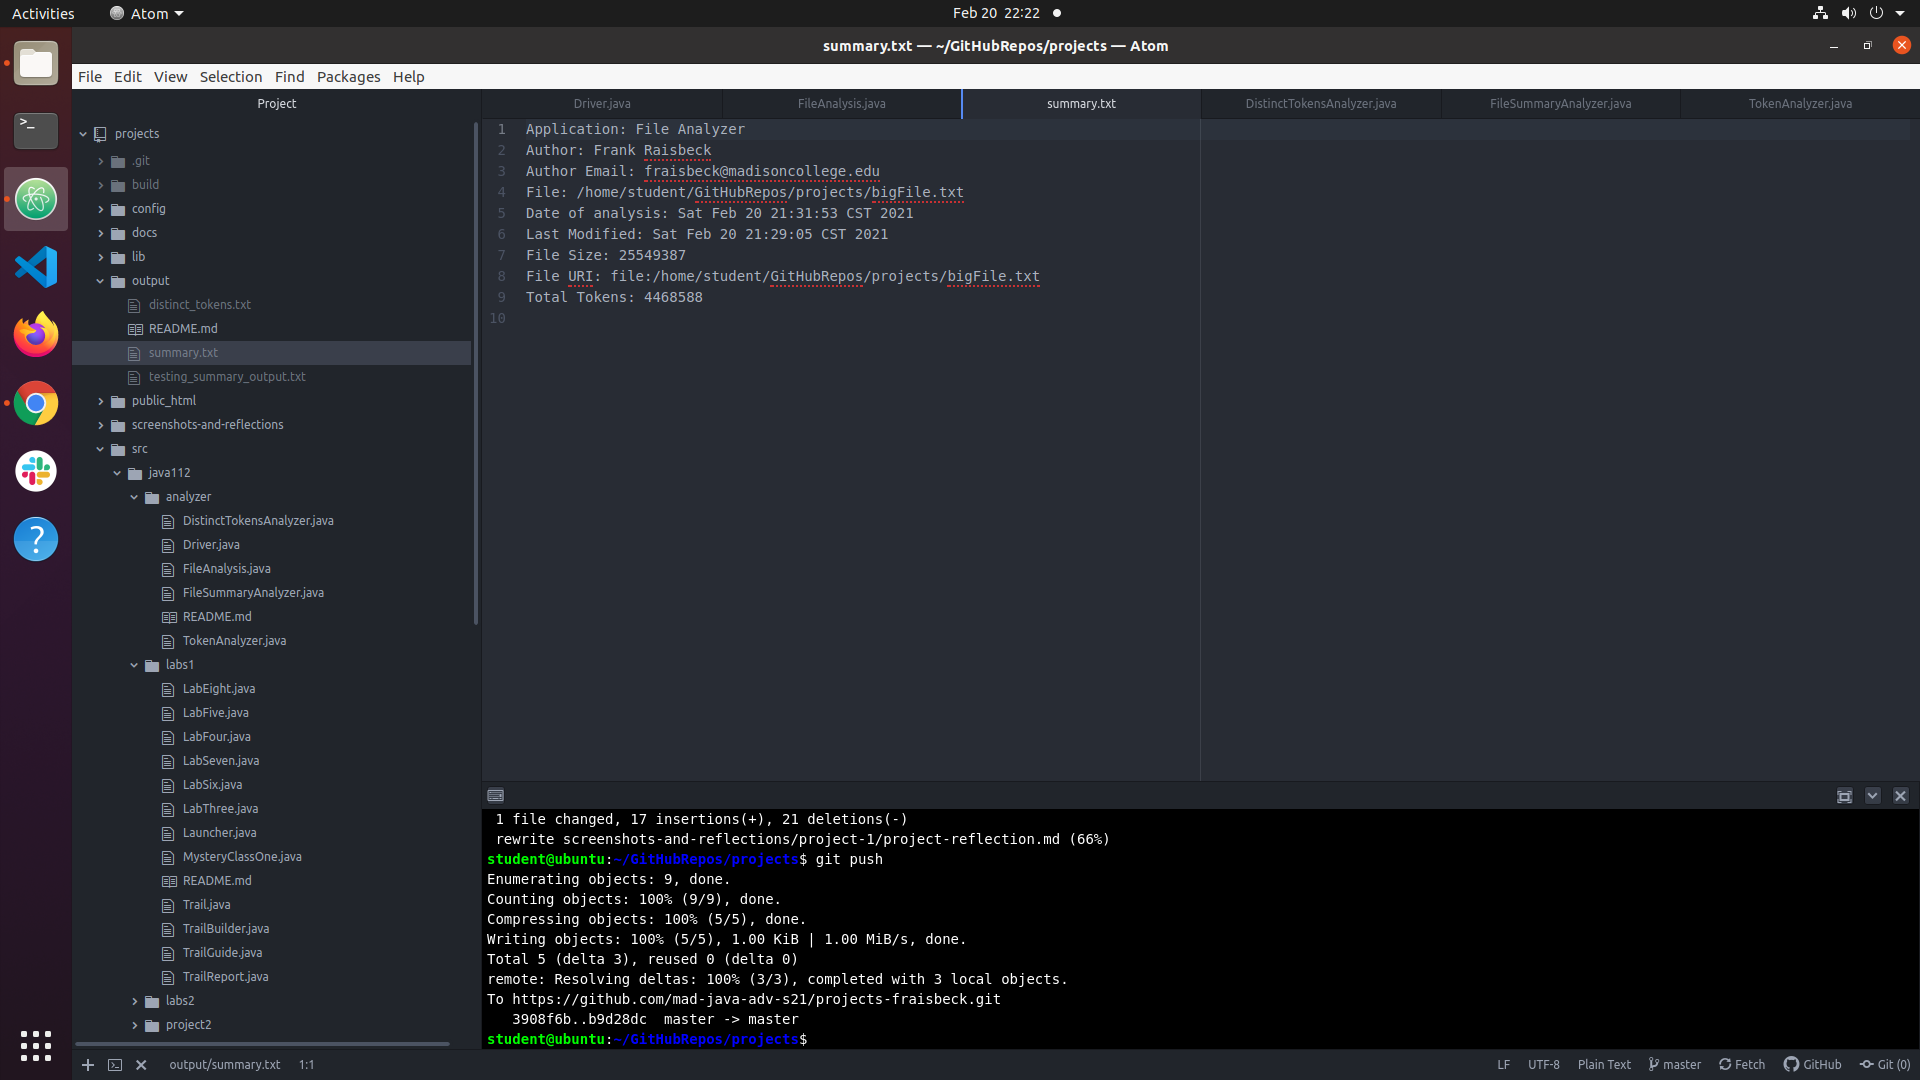 Activities
Atom
Feb 20 22:22
summary.txt — ~/GitHubRepos/projects — Atom
File Edit View Selection Find Packages Help
Project
projects
.git
build
config
docs
lib
output
distinct_tokens.txt
README.md
summary.txt
testing_summary_output.txt
public_html
screenshots-and-reflections
src
java112
analyzer
DistinctTokensAnalyzer.java
Driver.java
FileAnalysis.java
FileSummaryAnalyzer.java
README.md
TokenAnalyzer.java
labs1
LabEight.java
LabFive.java
LabFour.java
LabSeven.java
LabSix.java
LabThree.java
Launcher.java
MysteryClassOne.java
README.md
Trail.java
TrailBuilder.java
TrailGuide.java
TrailReport.java
labs2
project2
Driver.java FileAnalysis.java summary.txt DistinctTokensAnalyzer.java FileSummaryAnalyzer.java TokenAnalyzer.java
1 Application: File Analyzer
2 Author: Frank Raisbeck
3 Author Email: fraisbeck@madisoncollege.edu
4 File: /home/student/GitHubRepos/projects/bigFile.txt
5 Date of analysis: Sat Feb 20 21:31:53 CST 2021
6 Last Modified: Sat Feb 20 21:29:05 CST 2021
7 File Size: 25549387
8 File URI: file:/home/student/GitHubRepos/projects/bigFile.txt
9 Total Tokens: 4468588
10
1 file changed, 17 insertions(+), 21 deletions(-)
rewrite screenshots-and-reflections/project-1/project-reflection.md (66%)
student@ubuntu:~/GitHubRepos/projects$ git push
Enumerating objects: 9, done.
Counting objects: 100% (9/9), done.
Compressing objects: 100% (5/5), done.
Writing objects: 100% (5/5), 1.00 KiB | 1.00 MiB/s, done.
Total 5 (delta 3), reused 0 (delta 0)
remote: Resolving deltas: 100% (3/3), completed with 3 local objects.
To https://github.com/mad-java-adv-s21/projects-fraisbeck.git
3908f6b..b9d28dc master -> master
student@ubuntu:~/GitHubRepos/projects$
output/summary.txt 1:1
LF UTF-8 Plain Text master Fetch GitHub Git (0)